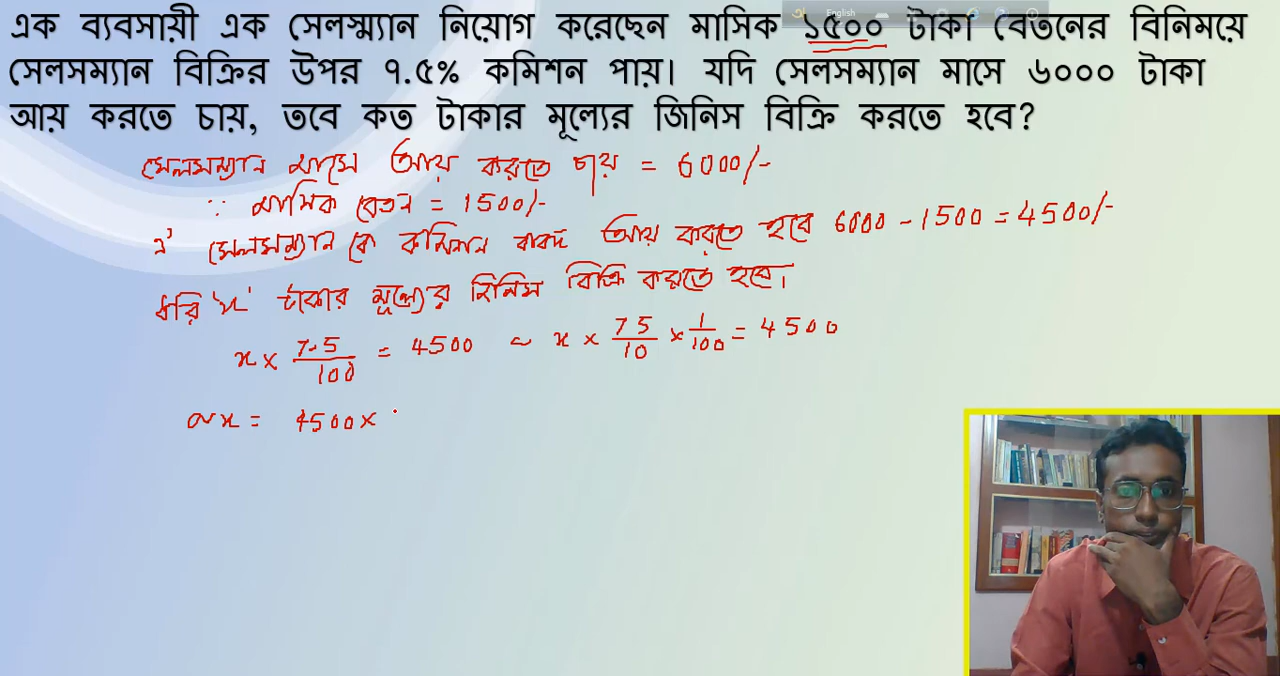 English
এক ব্যবসায়ী এক সেলস্ম্যান নিয়োগ করেছেন মাসিক ১৫০০ টাকা বেতনের বিনিময়ে
সেলসম্যান বিক্রির উপর ৭.৫% কমিশন পায়। যদি সেলসম্যান মাসে ৬০০০ টাকা
আয় করতে চায়, তবে কত টাকার মূল্যের জিনিস বিক্রি করতে হবে?
সেলসম্যান মাসে আয় করতে চায় = 6000/-
∵ মাসিক বেতন = 1500/-
∴ সেলসম্যান কে কমিশন বাবদ আয় করতে হবে 6000 - 1500 = 4500/-
ধরি 'x' টাকার মূল্যের জিনিস বিক্রি করতে হবে।
x × 7.5/100 = 4500 ~ x × 75/10 × 1/100 = 4500
~ x = 4500 ×